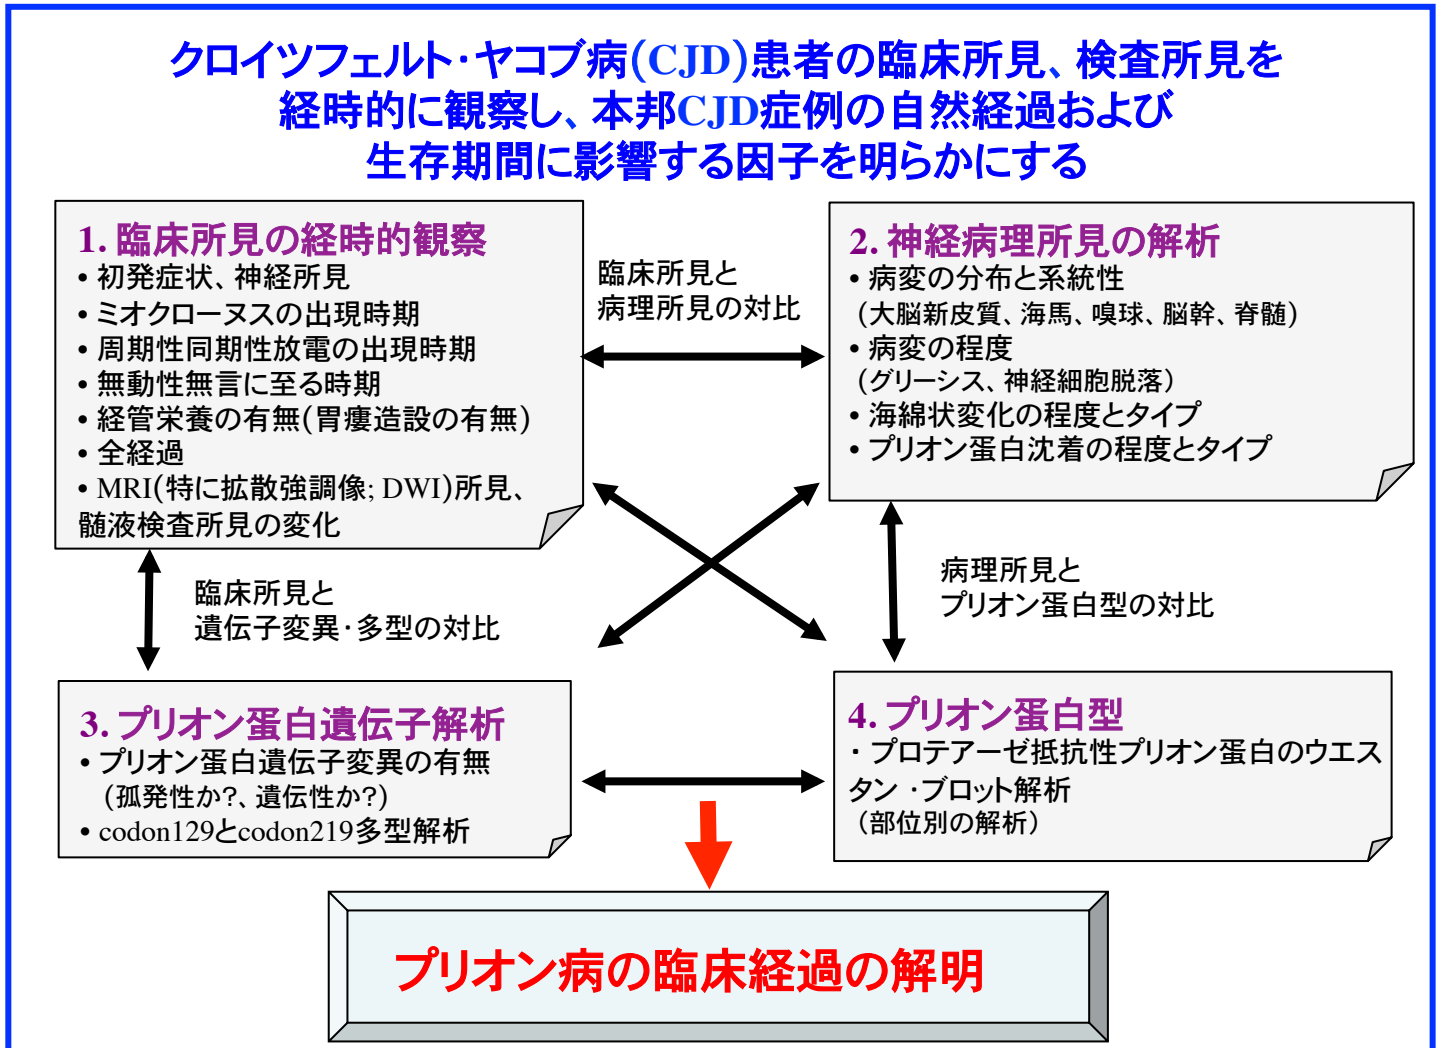 クロイツフェルト・ヤコブ病(CJD)患者の臨床所見、検査所見を
経時的に観察し、本邦CJD症例の自然経過および
生存期間に影響する因子を明らかにする
1. 臨床所見の経時的観察
• 初発症状、神経所見
• ミオクローヌスの出現時期
• 周期性同期性放電の出現時期
• 無動性無言に至る時期
• 経管栄養の有無(胃瘻造設の有無)
• 全経過
• MRI(特に拡散強調像; DWI)所見、
髄液検査所見の変化
臨床所見と
病理所見の対比
2. 神経病理所見の解析
• 病変の分布と系統性
（大脳新皮質、海馬、嗅球、脳幹、脊髄）
• 病変の程度
（グリーシス、神経細胞脱落）
• 海綿状変化の程度とタイプ
• プリオン蛋白沈着の程度とタイプ
臨床所見と
遺伝子変異・多型の対比
病理所見と
プリオン蛋白型の対比
3. プリオン蛋白遺伝子解析
• プリオン蛋白遺伝子変異の有無
（孤発性か?、遺伝性か?）
• codon129とcodon219多型解析
4. プリオン蛋白型
・ プロテアーゼ抵抗性プリオン蛋白のウエス
タン ・ブロット解析
（部位別の解析）
プリオン病の臨床経過の解明